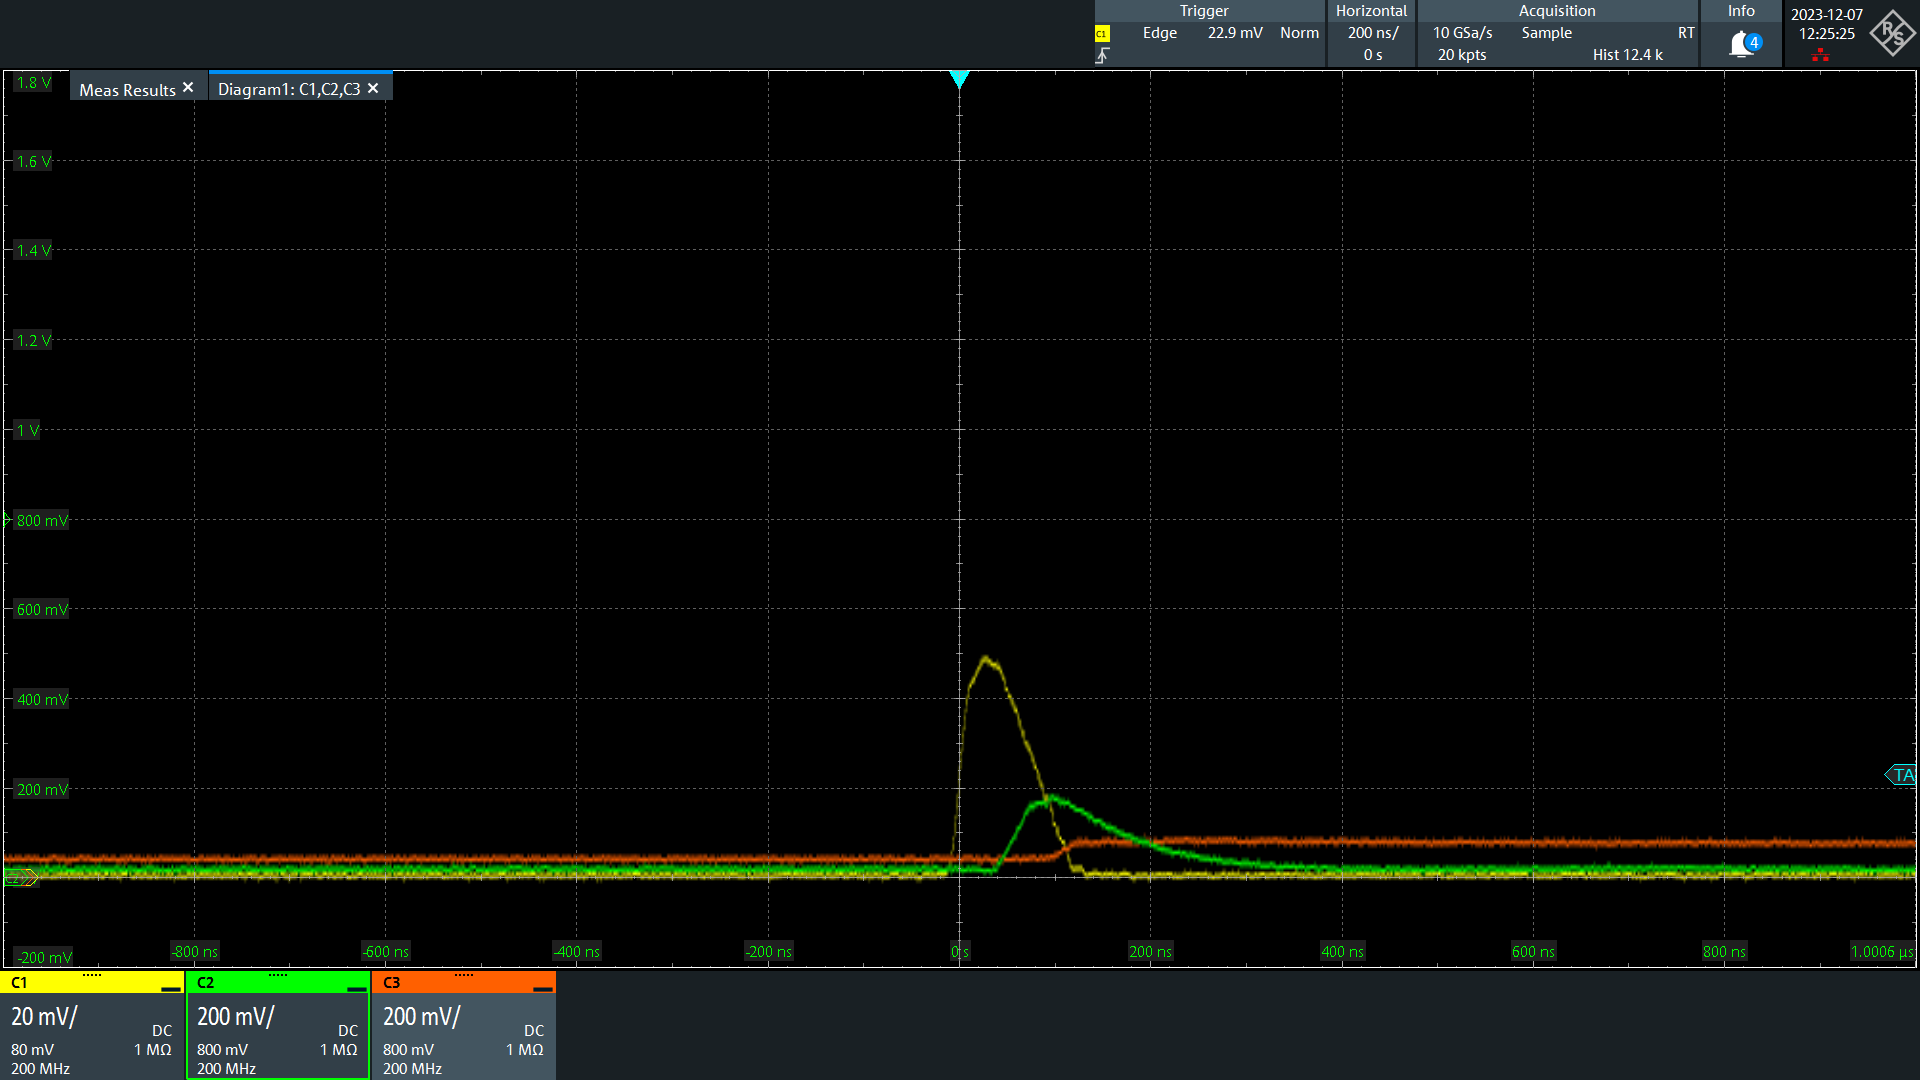 Trigger
Horizontal
Acquisition
Info
2023-12-07
12:25:25
C1
Edge 22.9 mV Norm
200 ns/
0 s
10 GSa/s Sample RT
20 kpts Hist 12.4 k
4
R S
Meas Results ×
Diagram1: C1,C2,C3 ×
1.8 V
1.6 V
1.4 V
1.2 V
1 V
800 mV
600 mV
400 mV
200 mV
TA
-200 mV
-800 ns
-600 ns
-400 ns
-200 ns
0 s
200 ns
400 ns
600 ns
800 ns
1.0006 µs
C1
20 mV/
DC
80 mV 1 MΩ
200 MHz
C2
200 mV/
DC
800 mV 1 MΩ
200 MHz
C3
200 mV/
DC
800 mV 1 MΩ
200 MHz